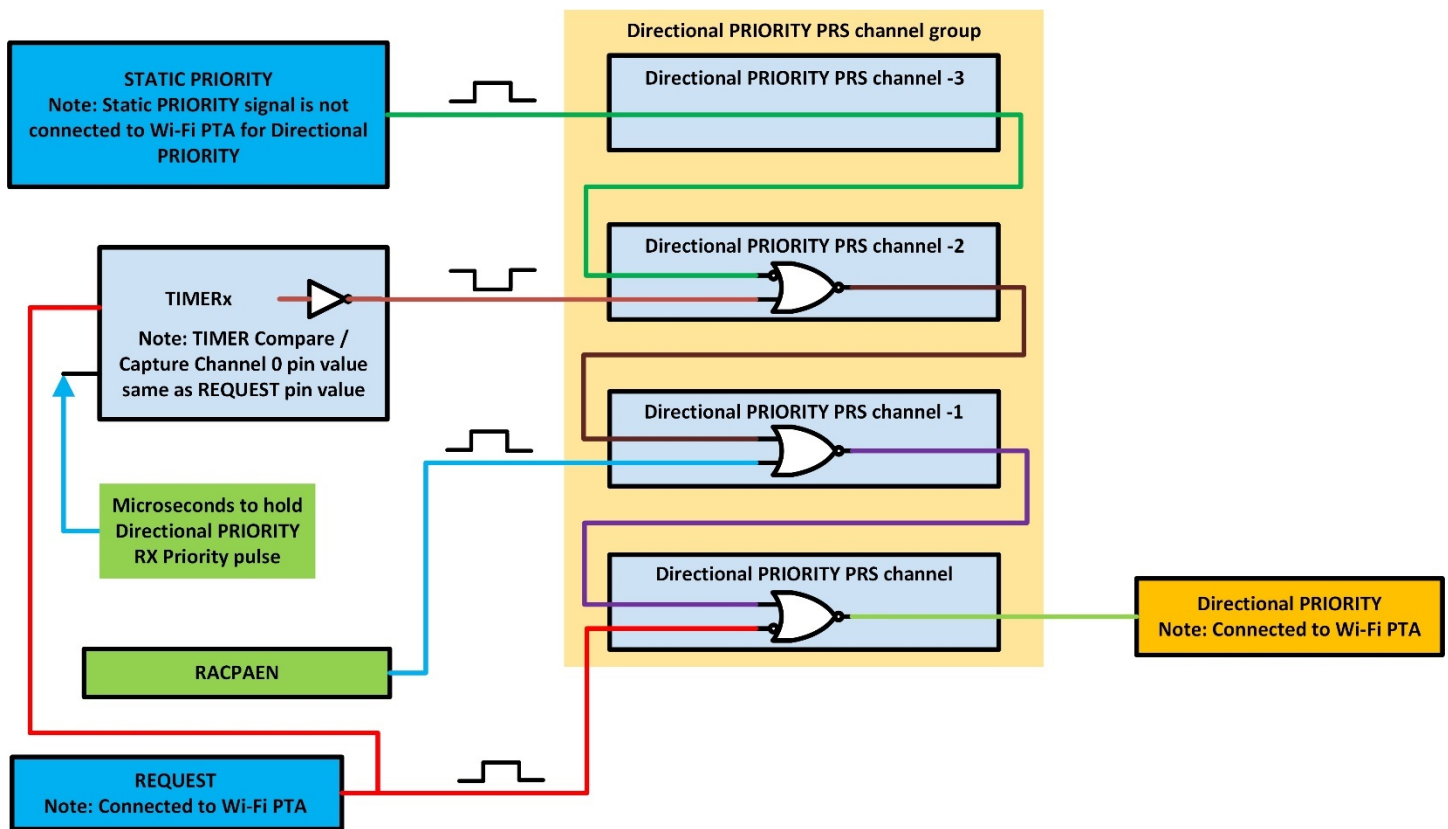 Directional PRIORITY PRS channel group
STATIC PRIORITY
Note: Static PRIORITY signal is not
connected to Wi-Fi PTA for Directional
PRIORITY
Directional PRIORITY PRS channel -3
Directional PRIORITY PRS channel -2
TIMERx
Note: TIMER Compare /
Capture Channel 0 pin value
same as REQUEST pin value
Directional PRIORITY PRS channel -1
Microseconds to hold
Directional PRIORITY
RX Priority pulse
Directional PRIORITY PRS channel
Directional PRIORITY
Note: Connected to Wi-Fi PTA
RACPAEN
REQUEST
Note: Connected to Wi-Fi PTA